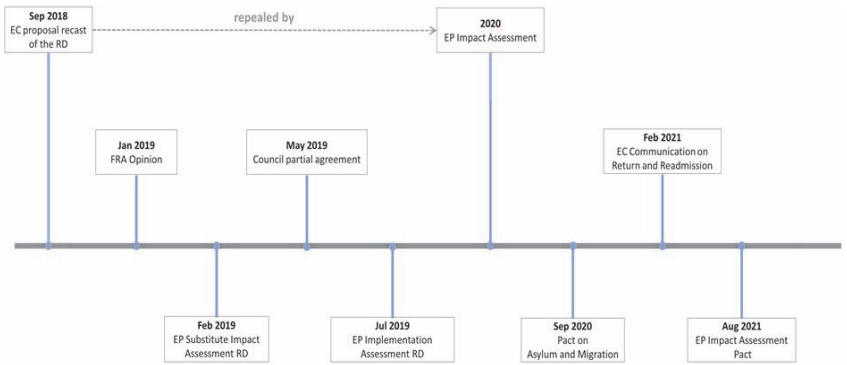 Sep 2018
EC proposal recast
of the RD
repealed by
2020
EP Impact Assessment
Jan 2019
FRA Opinion
May 2019
Council partial agreement
Feb 2021
EC Communication on
Return and Readmission
Feb 2019
EP Substitute Impact
Assessment RD
Jul 2019
EP Implementation
Assessment RD
Sep 2020
Pact on
Asylum and Migration
Aug 2021
EP Impact Assessment
Pact